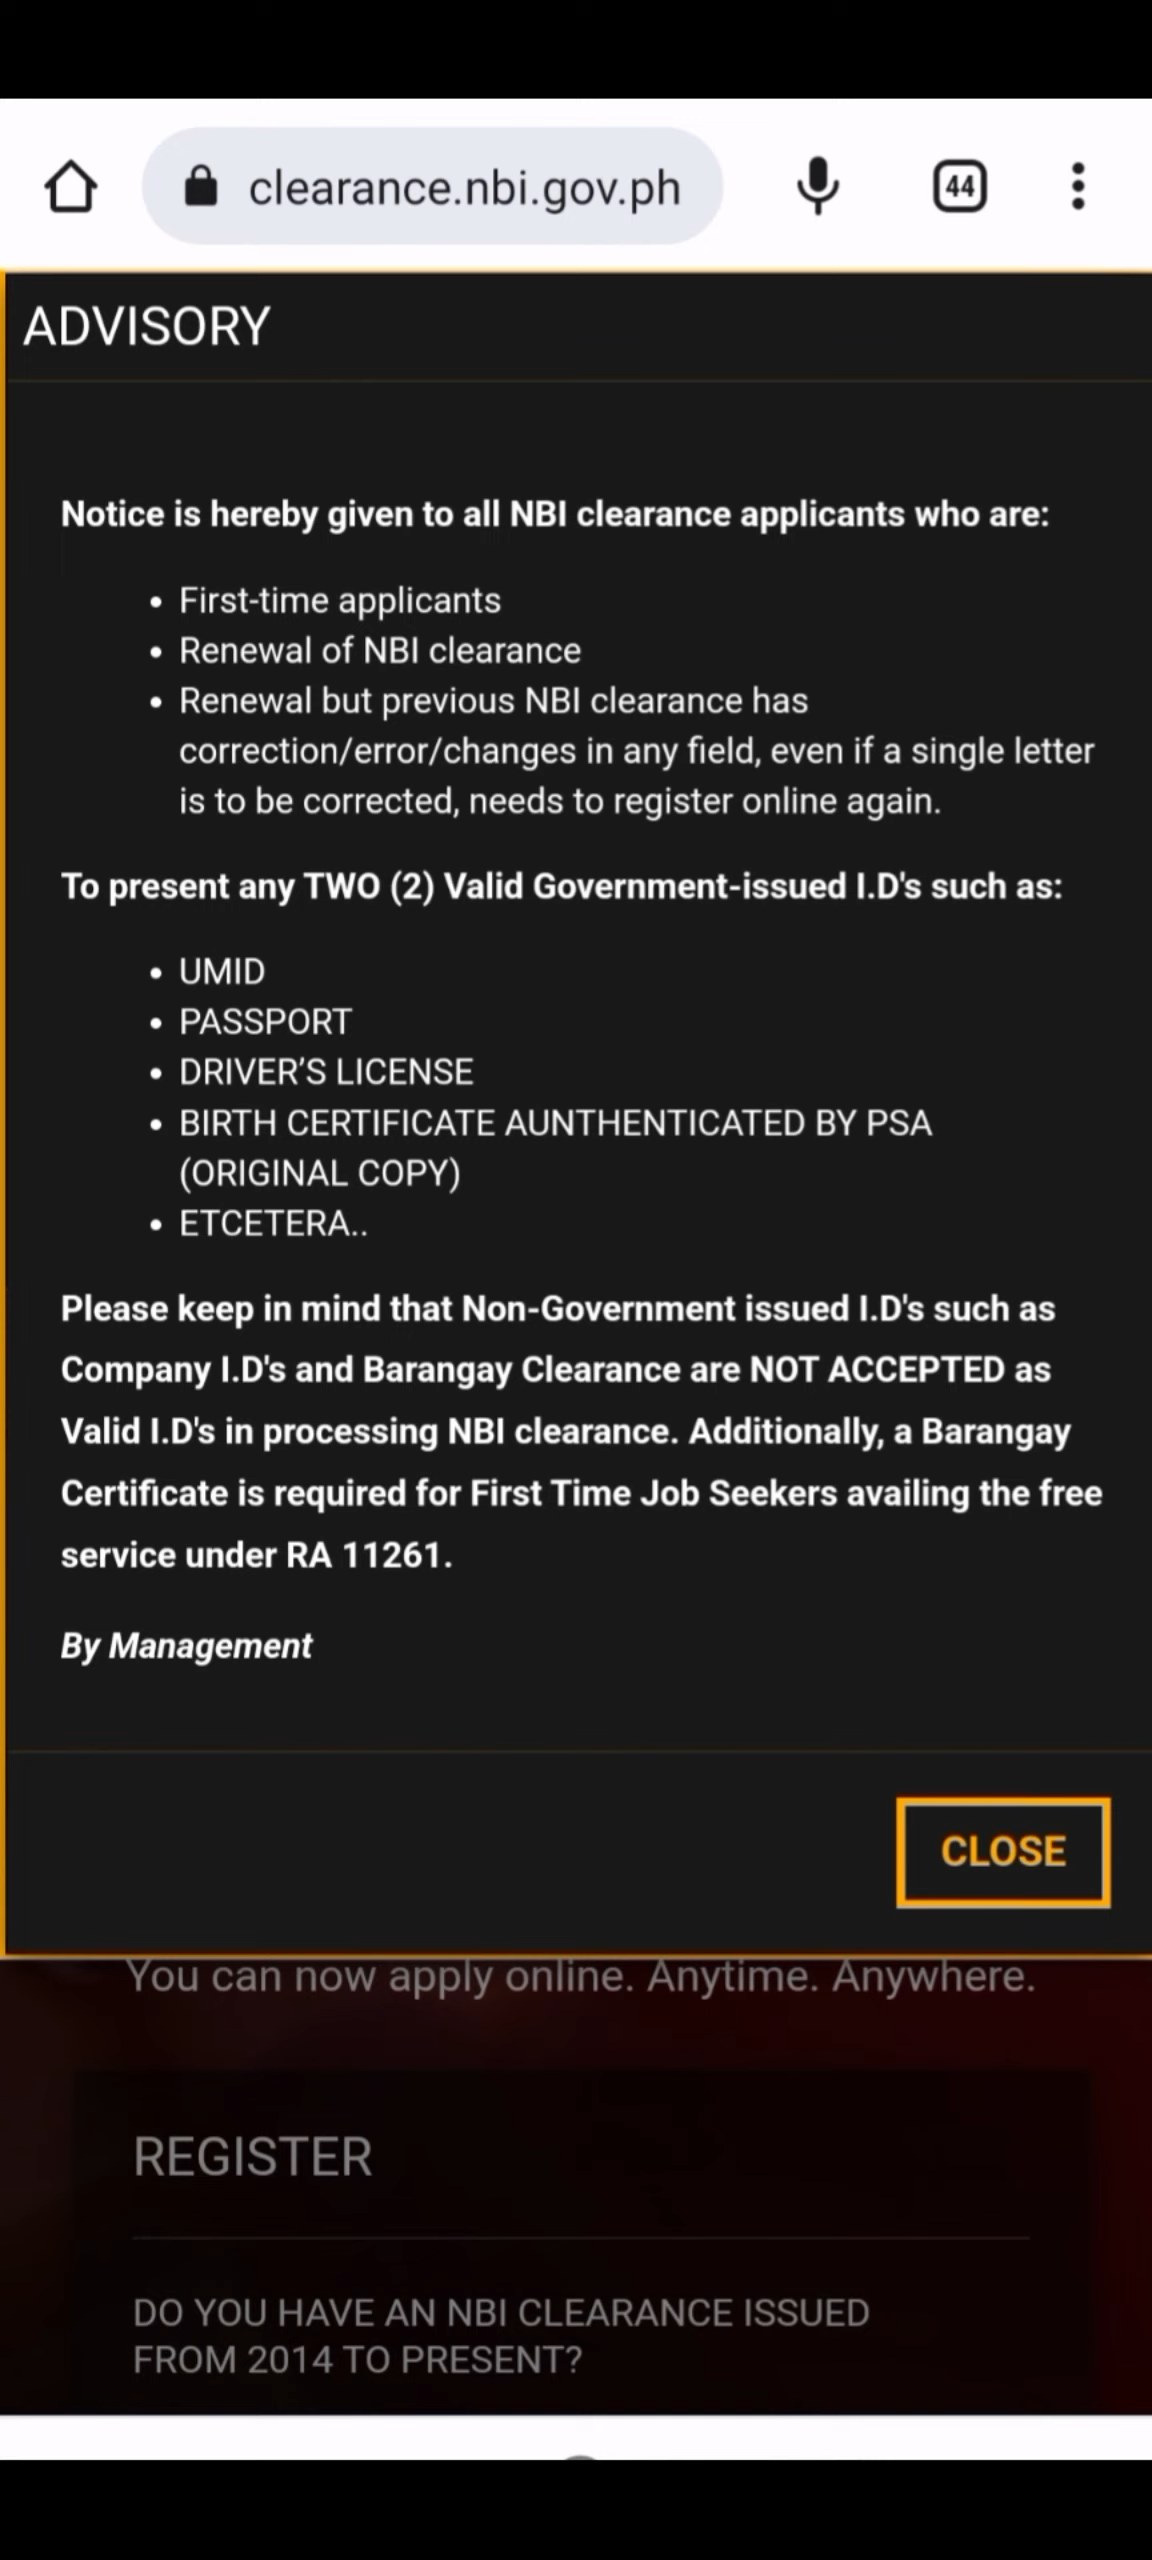 clearance.nbi.gov.ph
44
ADVISORY
Notice is hereby given to all NBI clearance applicants who are:
• First-time applicants
• Renewal of NBI clearance
• Renewal but previous NBI clearance has
correction/error/changes in any field, even if a single letter
is to be corrected, needs to register online again.
To present any TWO (2) Valid Government-issued I.D's such as:
• UMID
• PASSPORT
• DRIVER’S LICENSE
• BIRTH CERTIFICATE AUNTHENTICATED BY PSA
(ORIGINAL COPY)
• ETCETERA..
Please keep in mind that Non-Government issued I.D's such as
Company I.D's and Barangay Clearance are NOT ACCEPTED as
Valid I.D's in processing NBI clearance. Additionally, a Barangay
Certificate is required for First Time Job Seekers availing the free
service under RA 11261.
By Management
CLOSE
You can now apply online. Anytime. Anywhere.
REGISTER
DO YOU HAVE AN NBI CLEARANCE ISSUED
FROM 2014 TO PRESENT?